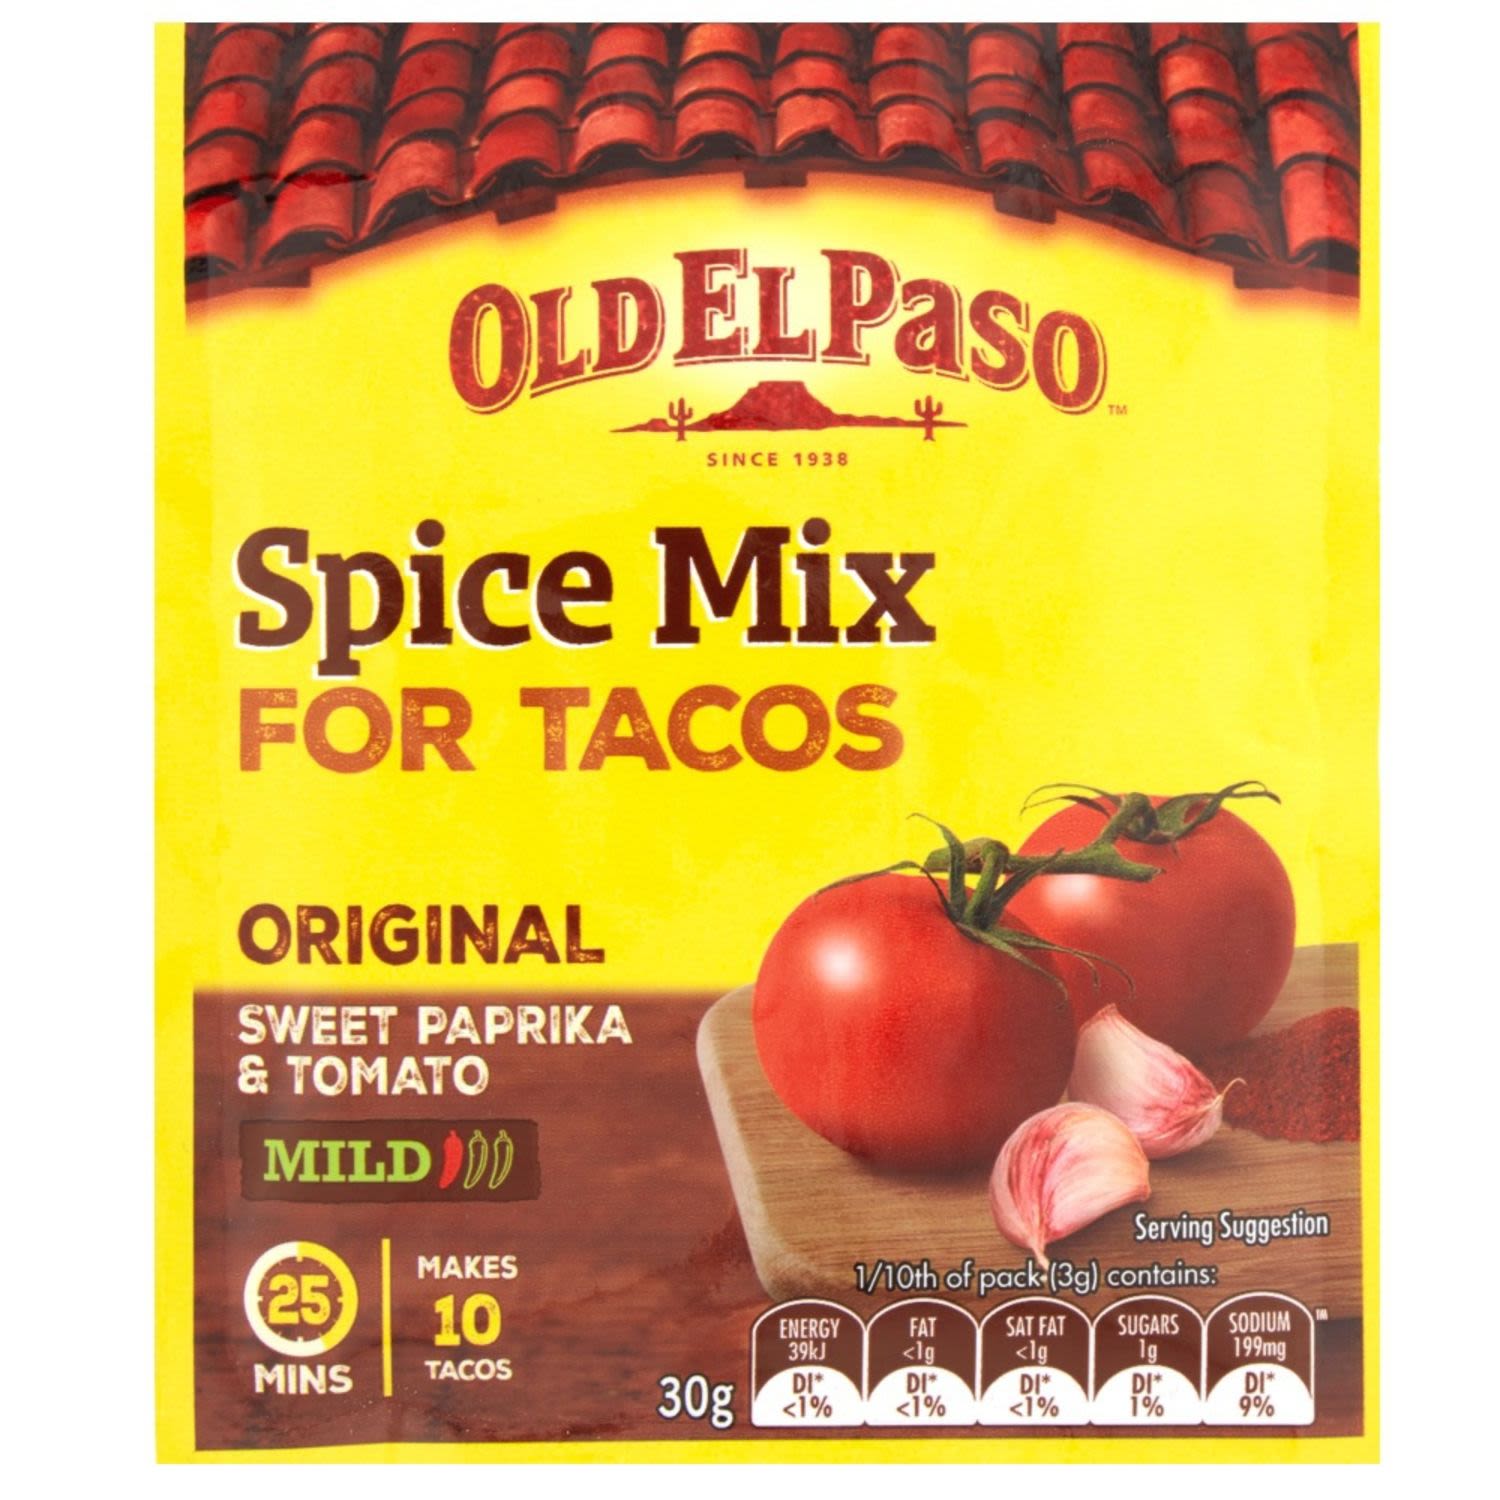 OLD EL PASO™
SINCE 1938
Spice Mix
FOR TACOS
ORIGINAL
SWEET PAPRIKA
& TOMATO
MILD
25
MINS
MAKES
10
TACOS
Serving Suggestion
1/10th of pack (3g) contains:
30g
ENERGY
39kJ
DI*
<1%
FAT
<1g
DI*
<1%
SAT FAT
<1g
DI*
<1%
SUGARS
1g
DI*
1%
SODIUM
199mg
DI*
9%
™